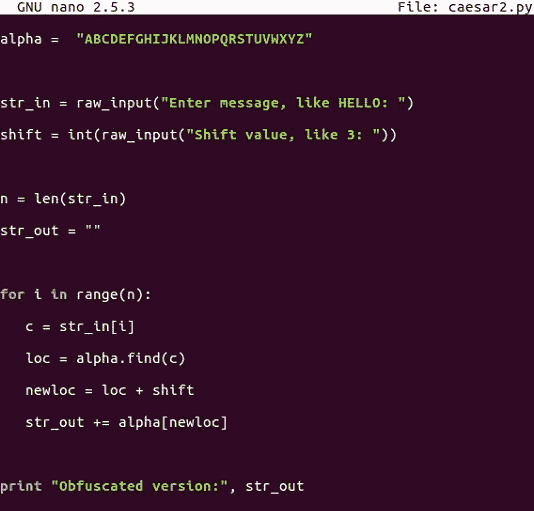 GNU nano 2.5.3 File: caesar2.py
alpha =  "ABCDEFGHIJKLMNOPQRSTUVWXYZ"
str_in = raw_input("Enter message, like HELLO: ")
shift = int(raw_input("Shift value, like 3: "))
n = len(str_in)
str_out = ""
for i in range(n):
   c = str_in[i]
   loc = alpha.find(c)
   newloc = loc + shift
   str_out += alpha[newloc]
print "Obfuscated version:", str_out